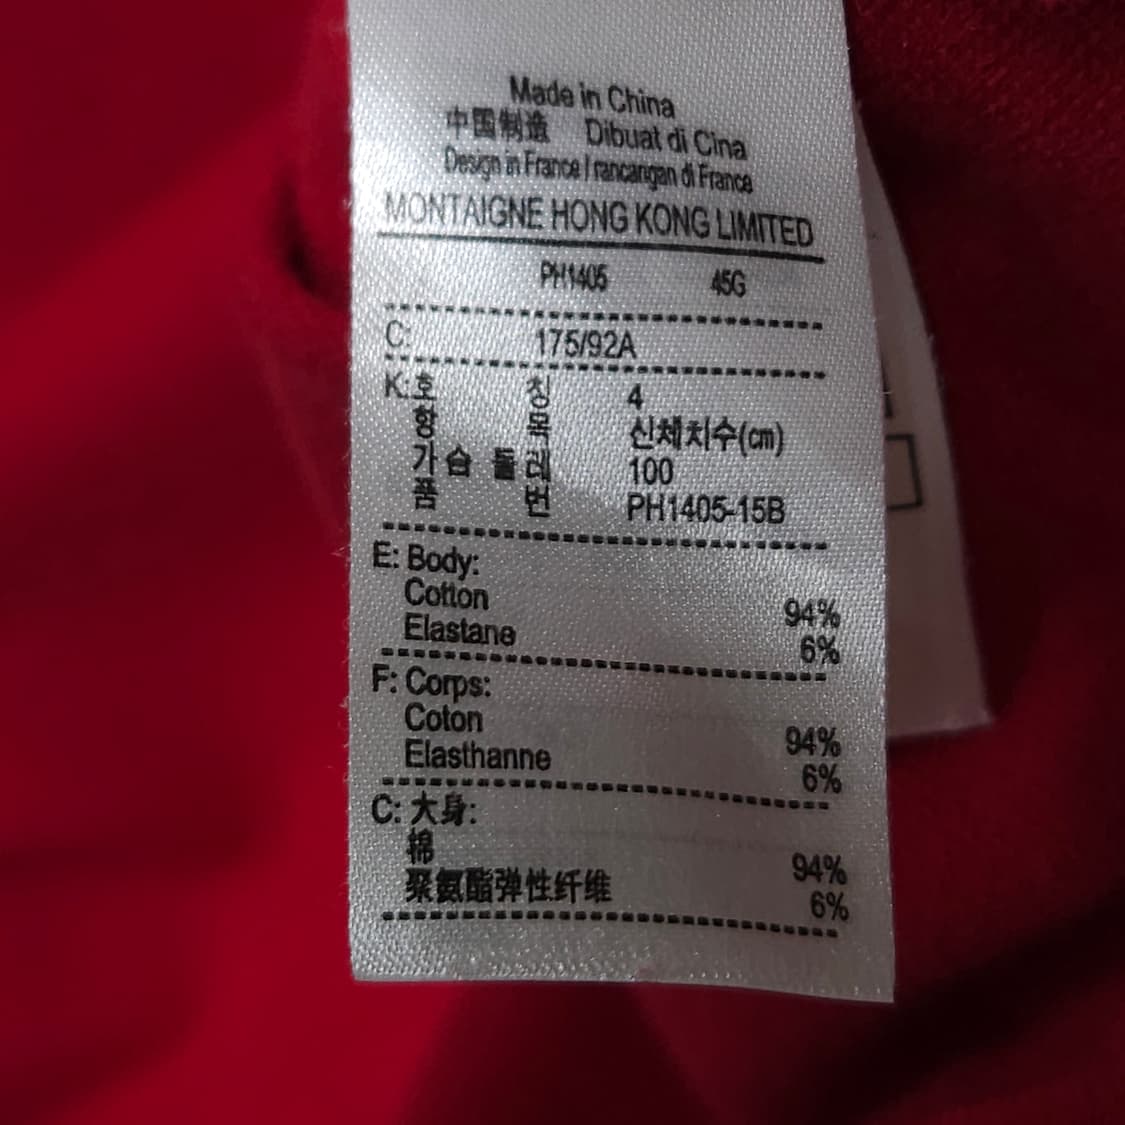 Made in China
中国制造 Dibuat di Cina
Design in France / rancangan di France
MONTAIGNE HONG KONG LIMITED
PH1405 45G
C: 175/92A
K:호 칭 4
항 목 신체치수(cm)
가슴 둘레 100
품 번 PH1405-15B
E: Body:
Cotton 94%
Elastane 6%
F: Corps:
Coton 94%
Elasthanne 6%
C: 大身:
棉 94%
聚氨酯弹性纤维 6%